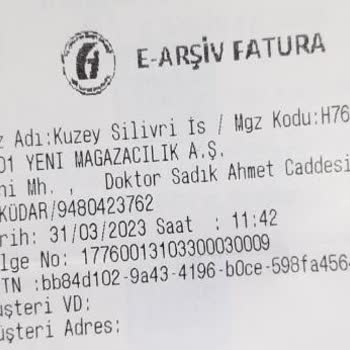 E-ARŞİV FATURA
z Adı:Kuzey Silivri İs / Mgz Kodu:H76
01 YENİ MAGAZACILIK A.Ş.
ni Mh. , Doktor Sadık Ahmet Caddesi
KÜDAR/9480423762
rih: 31/03/2023 Saat : 11:42
lge No: 17760013103300030009
TN :bb84d102-9a43-4196-b0ce-598fa4564
üşteri VD:
üşteri Adres: